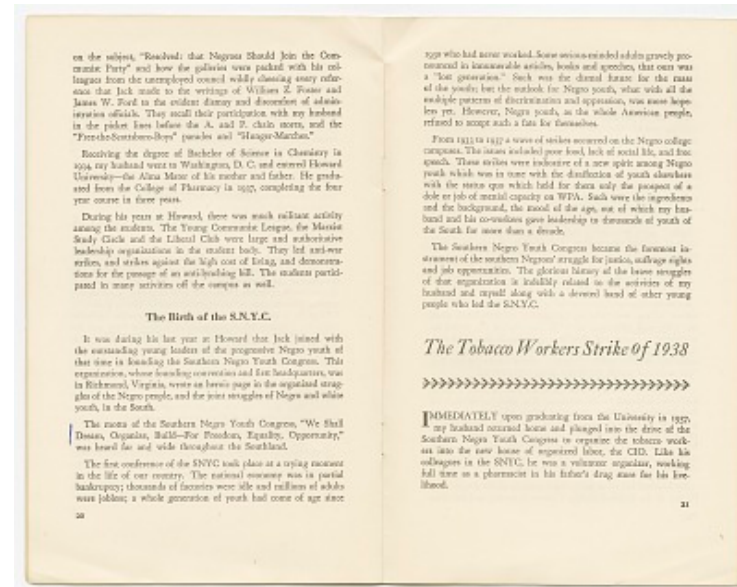 on the subject, "Resolved: that Negroes Should Join the Com-
munist Party" and how the galleries were packed with his col-
leagues from the unemployed council wildly cheering every refer-
ence that Jack made to the writings of William Z. Foster and
James W. Ford to the evident dismay and discomfort of admin-
istration officials. They recall their participation with my husband
in the picket lines before the A. and P. chain stores, and the
"Free-the-Scottsboro-Boys" parades and "Hunger-Marches."
Receiving the degree of Bachelor of Science in Chemistry in
1934, my husband went to Washington, D. C. and entered Howard
University—the Alma Mater of his mother and father. He gradu-
ated from the College of Pharmacy in 1937, completing the four
year course in three years.
During his years at Howard, there was much militant activity
among the students. The Young Communist League, the Marxist
Study Circle and the Liberal Club were large and authoritative
leadership organizations in the student body. They led anti-war
strikes, and strikes against the high cost of living, and demonstra-
tions for the passage of an anti-lynching bill. The students partici-
pated in many activities off the campus as well.
The Birth of the S.N.Y.C.
It was during his last year at Howard that Jack joined with
the outstanding young leaders of the progressive Negro youth of
that time in founding the Southern Negro Youth Congress. This
organization, whose founding convention and first headquarters, was
in Richmond, Virginia, wrote an heroic page in the organized strug-
gles of the Negro people, and the joint struggles of Negro and white
youth, in the South.
The motto of the Southern Negro Youth Congress, "We Shall
Dream, Organize, Build—For Freedom, Equality, Opportunity,"
was heard far and wide throughout the Southland.
The first conference of the SNYC took place at a trying moment
in the life of our country. The national economy was in partial
bankruptcy; thousands of factories were idle and millions of adults
were jobless; a whole generation of youth had come of age since
20
who had never worked. Some serious-minded adults gravely pro-
nounced in innumerable articles, books and speeches, that ours was
a "lost generation." Such was the dismal future for the mass
of the youth; but the outlook for Negro youth, what with all the
multiple patterns of discrimination and oppression, was more hope-
less yet. However, Negro youth, as the whole American people,
refused to accept such a fate for themselves.
From 1933 to 1937 a wave of strikes occurred on the Negro college
campuses. The issues included poor food, lack of social life, and free
speech. These strikes were indicative of a new spirit among Negro
youth which was in tune with the disaffection of youth elsewhere
with the status quo which held for them only the prospect of a
dole or job of menial capacity on WPA. Such were the ingredients
and the background, the mood of the age, out of which my hus-
band and his co-workers gave leadership to thousands of youth of
the South for more than a decade.
The Southern Negro Youth Congress became the foremost in-
strument of the southern Negroes' struggle for justice, suffrage rights
and job opportunities. The glorious history of the brave struggles
of that organization is indelibly related to the activities of my
husband and myself along with a devoted band of other young
people who led the S.N.Y.C.
The Tobacco Workers Strike Of 1938
IMMEDIATELY upon graduating from the University in 1937,
my husband returned home and plunged into the drive of the
Southern Negro Youth Congress to organize the tobacco work-
ers into the new house of organized labor, the CIO. Like his
colleagues in the SNYC, he was a volunteer organizer, working
full time as a pharmacist in his father's drug store for his live-
lihood.
21